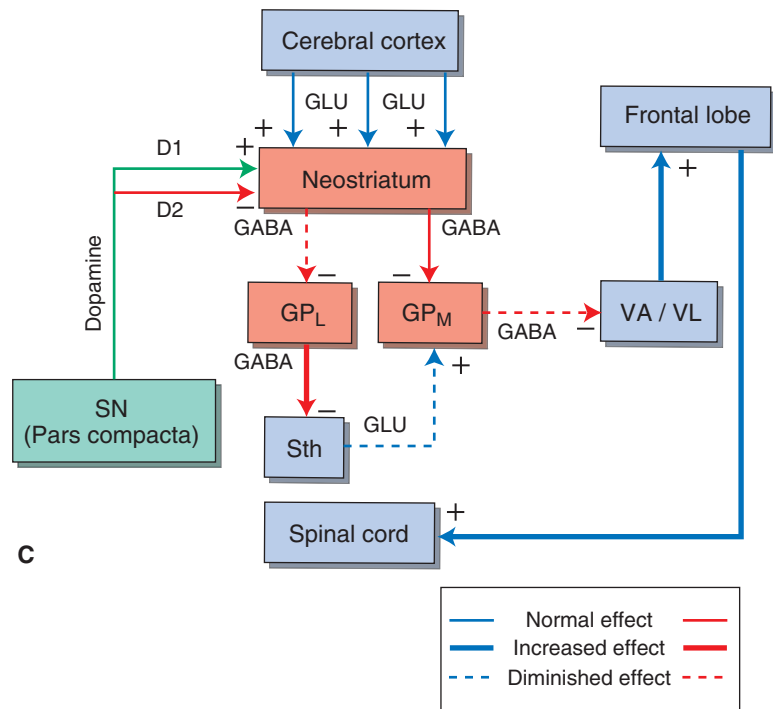 Cerebral cortex
GLU GLU
+ + +
Frontal lobe
+
D1
+
Neostriatum
D2
−
GABA GABA
− −
Dopamine
GP_L
GP_M
VA / VL
GABA
−
GABA
+
SN
(Pars compacta)
−
Sth
GLU
+
Spinal cord
C
Normal effect
Increased effect
Diminished effect